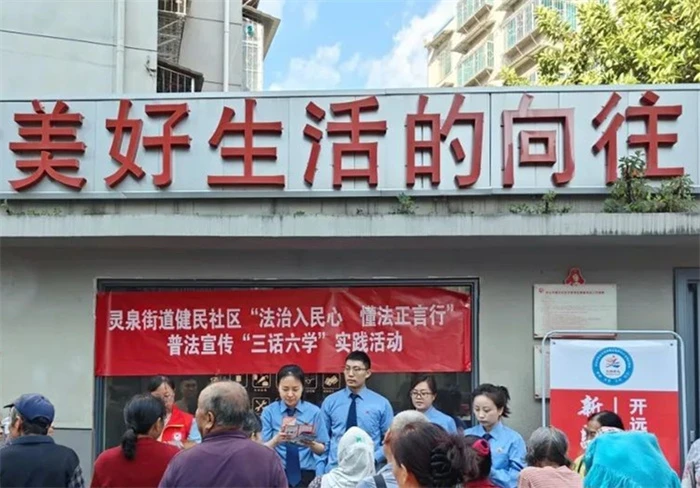 美好生活的向往
灵泉街道健民社区“法治入民心 懂法正言行”
普法宣传“三话六学”实践活动
开远
新